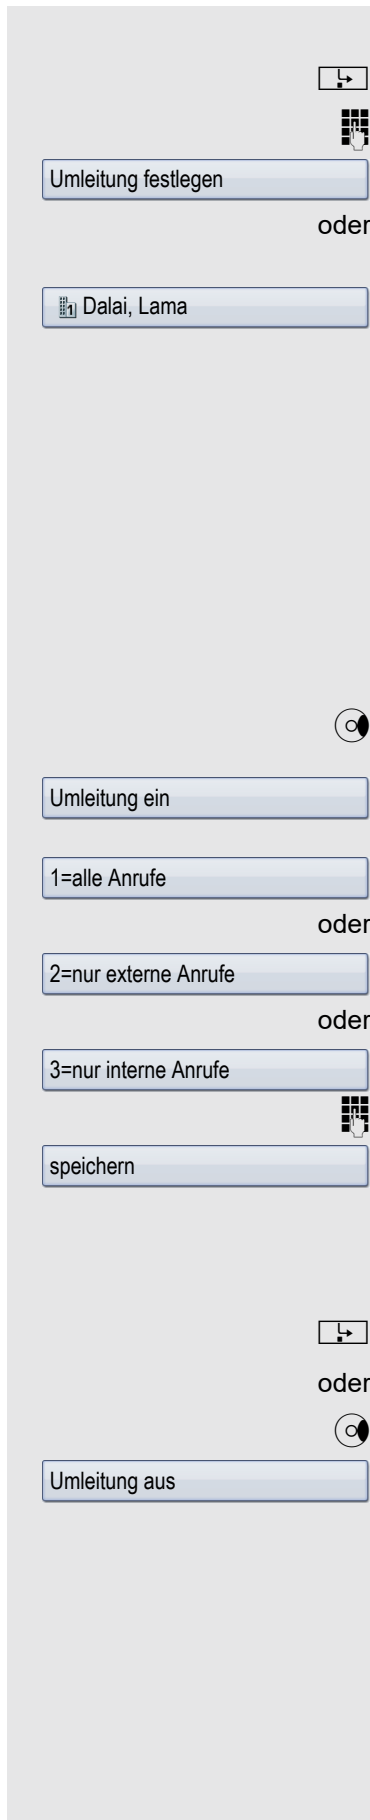 Umleitung festlegen
oder
1 Dalai, Lama
Umleitung ein
1=alle Anrufe
oder
2=nur externe Anrufe
oder
3=nur interne Anrufe
speichern
oder
Umleitung aus